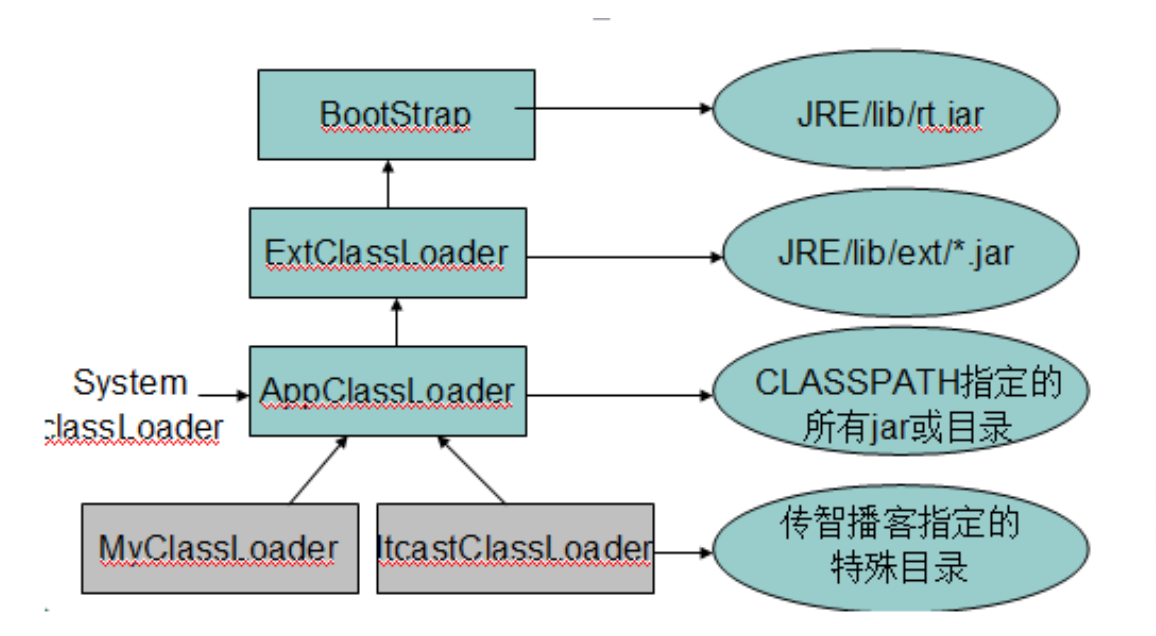 BootStrap
JRE/lib/rt.jar
ExtClassLoader
JRE/lib/ext/*.jar
System
classLoader
AppClassLoader
CLASSPATH指定的
所有jar或目录
MyClassLoader
ItcastClassLoader
传智播客指定的
特殊目录